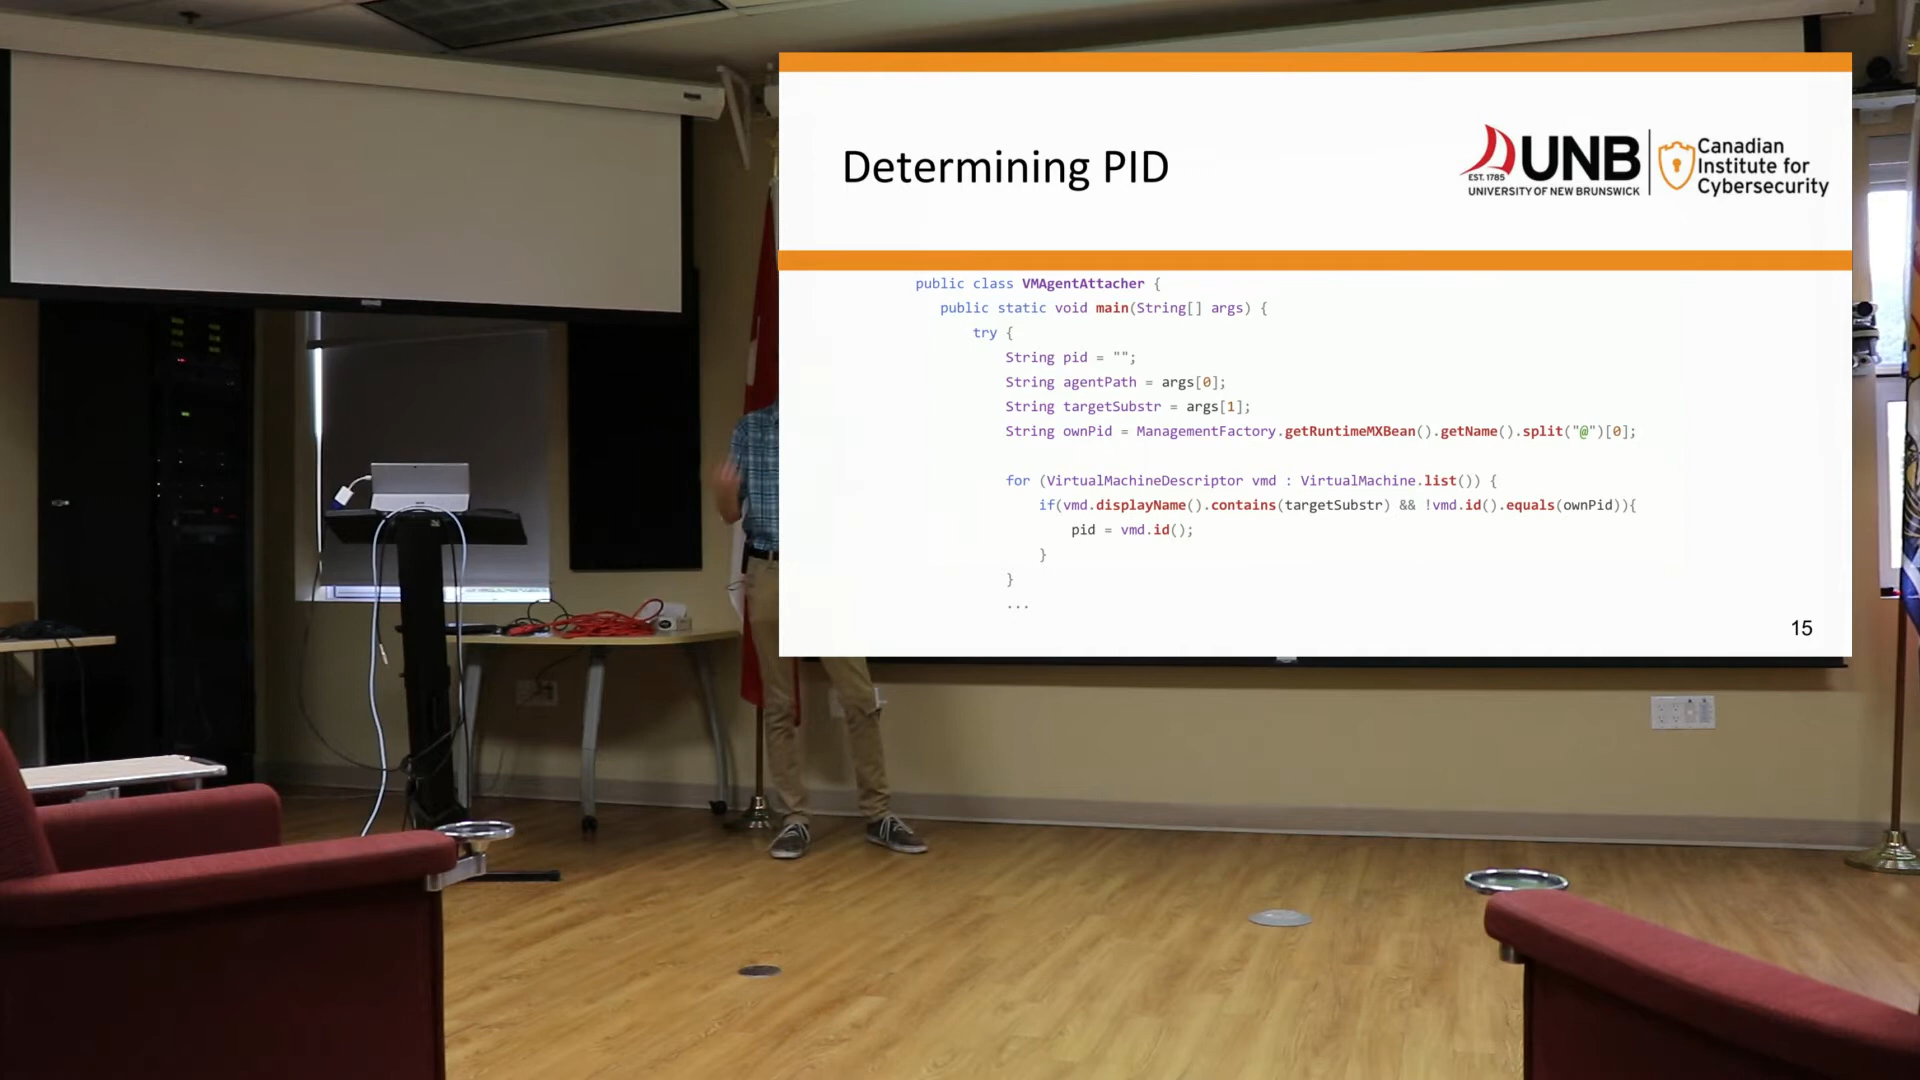 Determining PID
EST. 1785
UNB
UNIVERSITY OF NEW BRUNSWICK
Canadian
Institute for
Cybersecurity
public class VMAgentAttacher {
public static void main(String[] args) {
try {
String pid = "";
String agentPath = args[0];
String targetSubstr = args[1];
String ownPid = ManagementFactory.getRuntimeMXBean().getName().split("@")[0];
for (VirtualMachineDescriptor vmd : VirtualMachine.list()) {
if(vmd.displayName().contains(targetSubstr) && !vmd.id().equals(ownPid)){
pid = vmd.id();
}
}
...
15